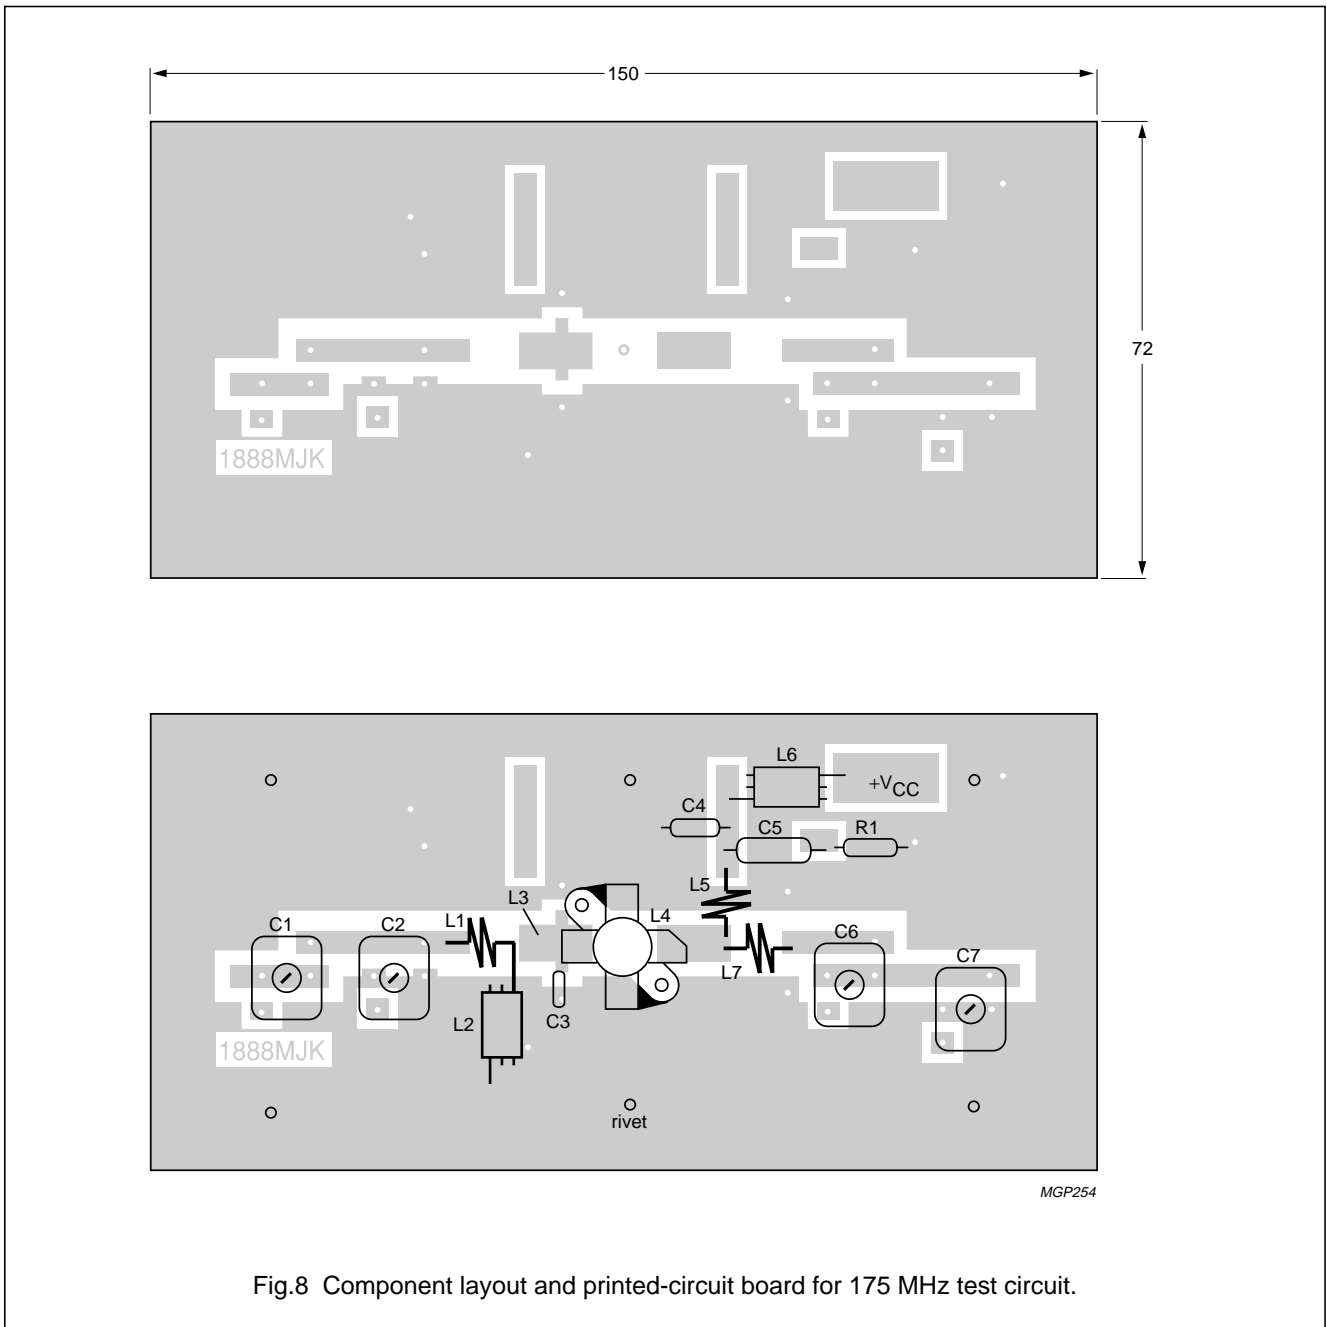 150
72
1888MJK
L6
+VCC
C4
C5
R1
L5
L3
L1
L4
C1
C2
C6
L7
C7
L2
C3
1888MJK
rivet
MGP254
Fig.8 Component layout and printed-circuit board for 175 MHz test circuit.